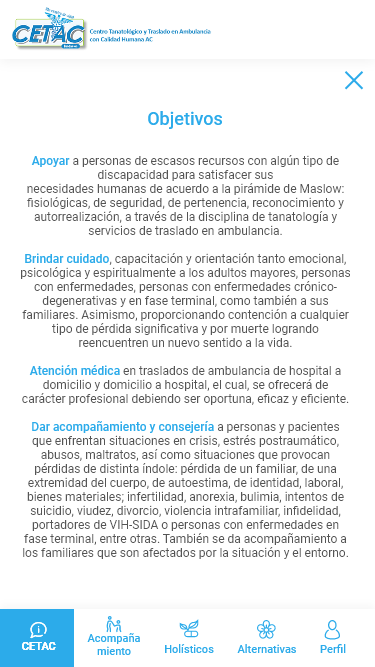 CETAC
Centro Tanatológico y Traslado en Ambulancia
con Calidad Humana AC
Objetivos
Apoyar a personas de escasos recursos con algún tipo de
discapacidad para satisfacer sus
necesidades humanas de acuerdo a la pirámide de Maslow:
fisiológicas, de seguridad, de pertenencia, reconocimiento y
autorrealización, a través de la disciplina de tanatología y
servicios de traslado en ambulancia.
Brindar cuidado, capacitación y orientación tanto emocional,
psicológica y espiritualmente a los adultos mayores, personas
con enfermedades, personas con enfermedades crónico-
degenerativas y en fase terminal, como también a sus
familiares. Asimismo, proporcionando contención a cualquier
tipo de pérdida significativa y por muerte logrando
reencuentren un nuevo sentido a la vida.
Atención médica en traslados de ambulancia de hospital a
domicilio y domicilio a hospital, el cual, se ofrecerá de
carácter profesional debiendo ser oportuna, eficaz y eficiente.
Dar acompañamiento y consejería a personas y pacientes
que enfrentan situaciones en crisis, estrés postraumático,
abusos, maltratos, así como situaciones que provocan
pérdidas de distinta índole: pérdida de un familiar, de una
extremidad del cuerpo, de autoestima, de identidad, laboral,
bienes materiales; infertilidad, anorexia, bulimia, intentos de
suicidio, viudez, divorcio, violencia intrafamiliar, infidelidad,
portadores de VIH-SIDA o personas con enfermedades en
fase terminal, entre otras. También se da acompañamiento a
los familiares que son afectados por la situación y el entorno.
CETAC
Acompaña
miento
Holísticos
Alternativas
Perfil